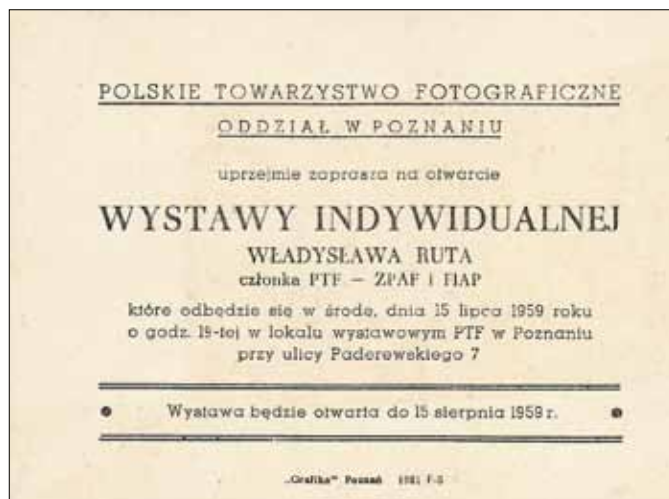 POLSKIE TOWARZYSTWO FOTOGRAFICZNE
ODDZIAŁ W POZNANIU
uprzejmie zaprasza na otwarcie
WYSTAWY INDYWIDUALNEJ
WŁADYSŁAWA RUTA
członka PTF — ZPAF i FIAP
które odbędzie się w środę, dnia 15 lipca 1959 roku
o godz. 19-tej w lokalu wystawowym PTF w Poznaniu
przy ulicy Paderewskiego 7
Wystawa będzie otwarta do 15 sierpnia 1959 r.
„Grafika" Poznań